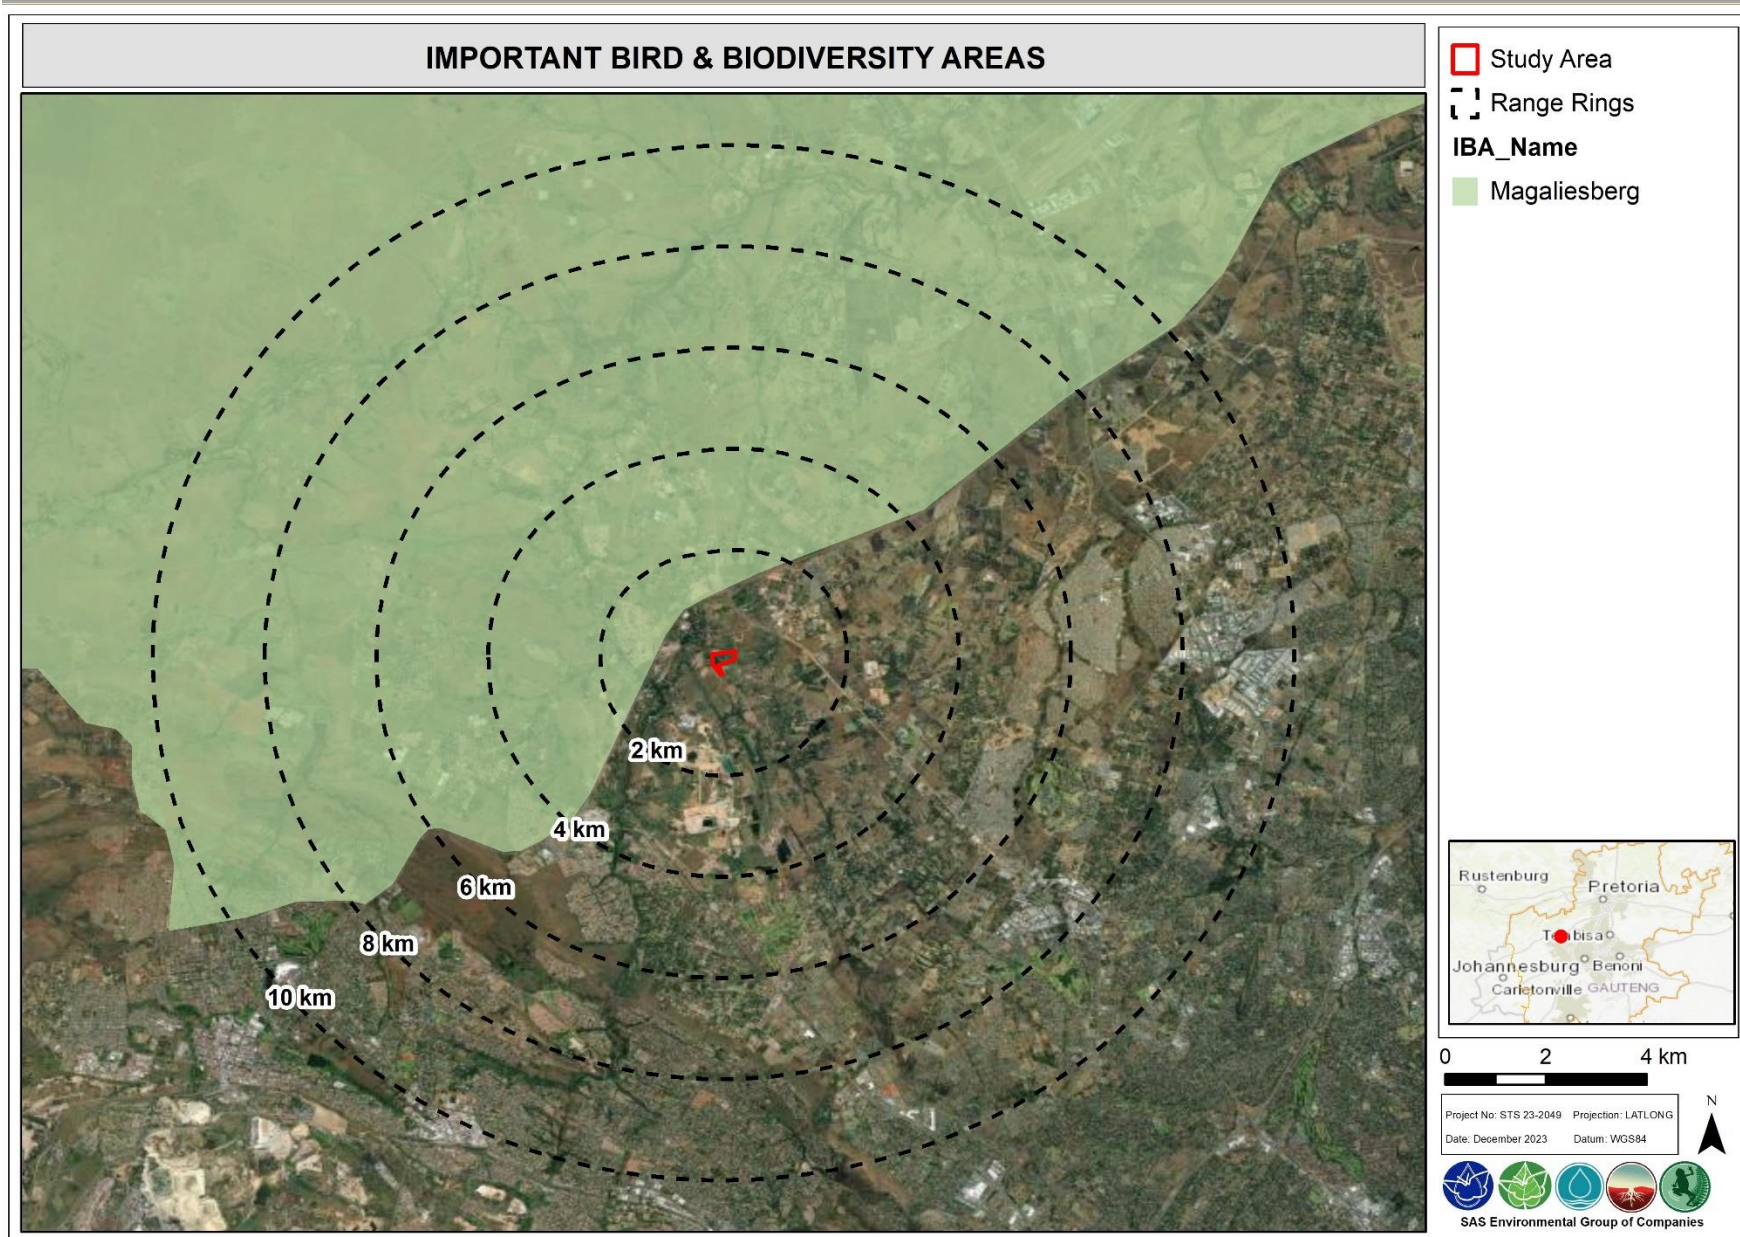 IMPORTANT BIRD & BIODIVERSITY AREAS
Study Area
Range Rings
IBA_Name
Magaliesberg
2 km
4 km
6 km
8 km
10 km
Rustenburg
Pretoria
Tembisa
Johannesburg
Benoni
Carletonville
GAUTENG
0 2 4 km
Project No: STS 23-2049 Projection: LATLONG
Date: December 2023 Datum: WGS84
N
SAS Environmental Group of Companies